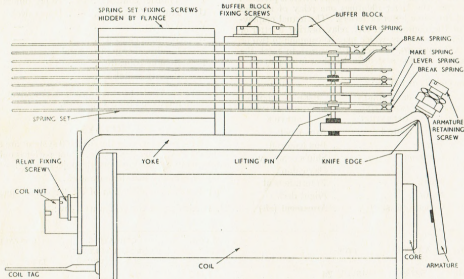 SPRING SET FIXING SCREWS
HIDDEN BY FLANGE
BUFFER BLOCK
FIXING SCREWS
BUFFER BLOCK
LEVER SPRING
BREAK SPRING
MAKE SPRING
LEVER SPRING
BREAK SPRING
SPRING SET
ARMATURE
RETAINING
SCREW
RELAY FIXING
SCREW
COIL NUT
YOKE
LIFTING PIN
KNIFE EDGE
COIL TAG
COIL
CORE
ARMATURE